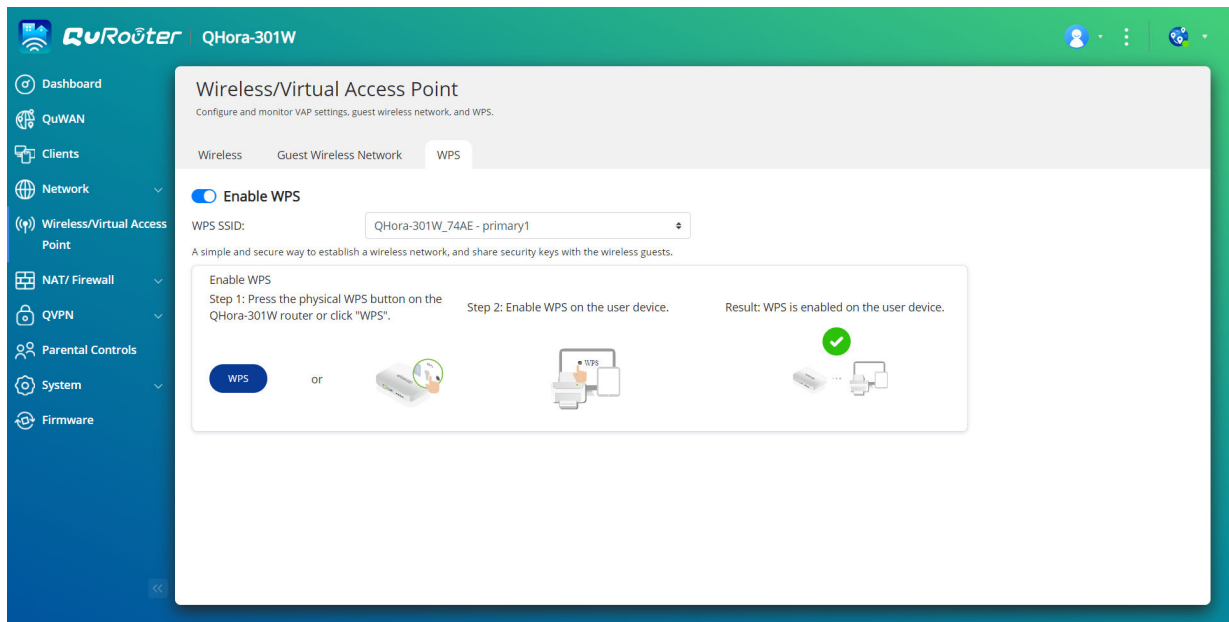 QuRoûter QHora-301W
Dashboard
QuWAN
Clients
Network
Wireless/Virtual Access
Point
NAT/ Firewall
QVPN
Parental Controls
System
Firmware
Wireless/Virtual Access Point
Configure and monitor VAP settings, guest wireless network, and WPS.
Wireless Guest Wireless Network WPS
Enable WPS
WPS SSID: QHora-301W_74AE - primary1
A simple and secure way to establish a wireless network, and share security keys with the wireless guests.
Enable WPS
Step 1: Press the physical WPS button on the
QHora-301W router or click "WPS".
Step 2: Enable WPS on the user device.
Result: WPS is enabled on the user device.
WPS or
WPS